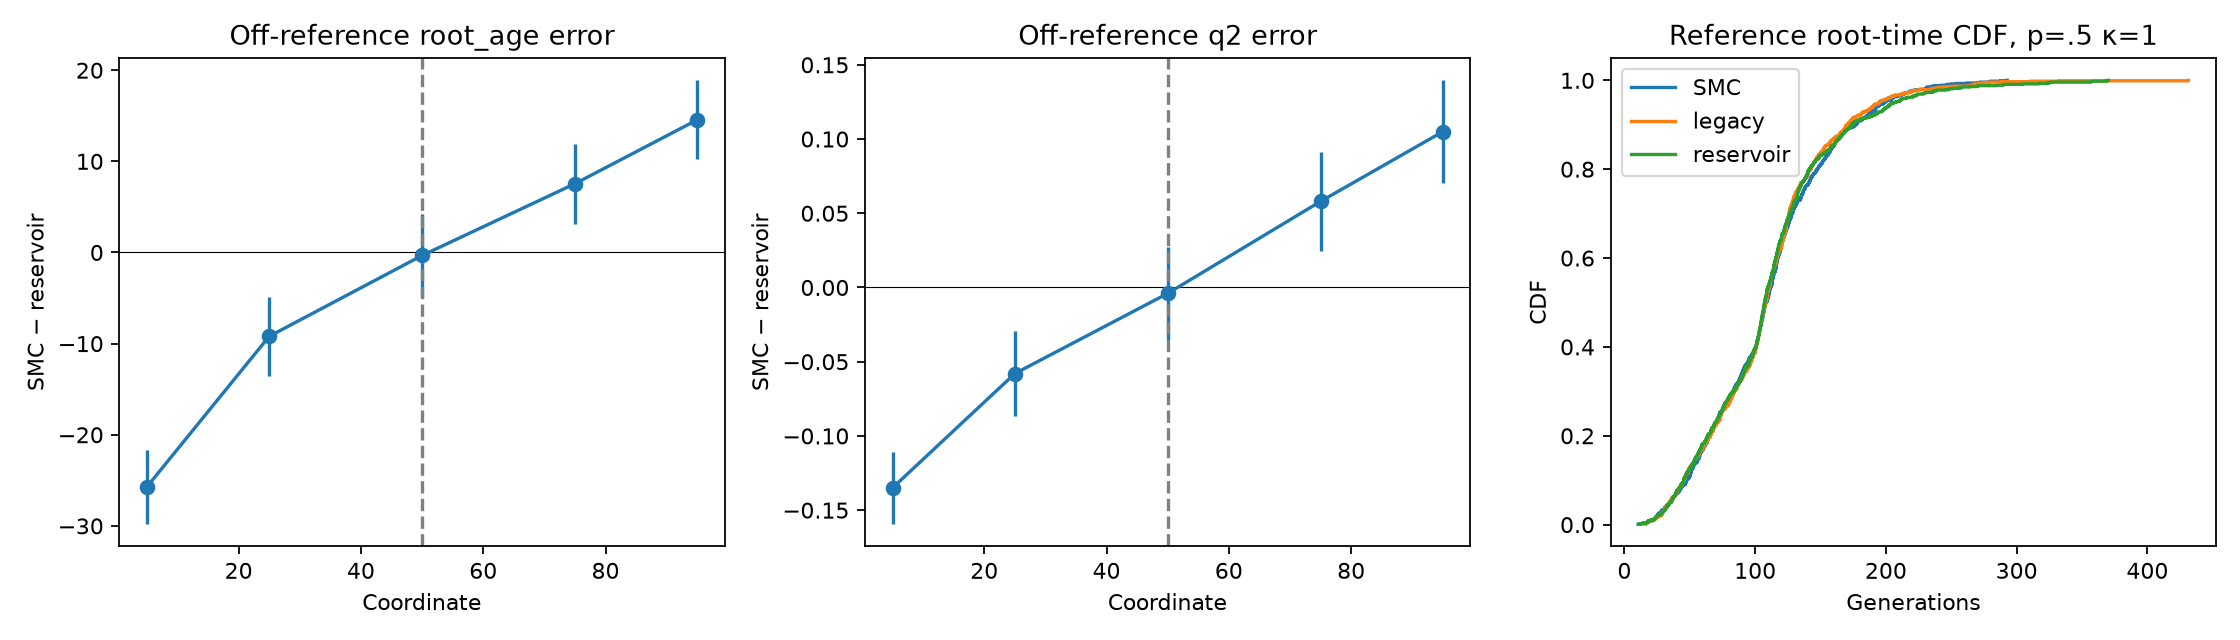 Off-reference root_age error
20
10
0
−10
−20
−30
SMC − reservoir
20
40
60
80
Coordinate
Off-reference q2 error
0.15
0.10
0.05
0.00
−0.05
−0.10
−0.15
SMC − reservoir
20
40
60
80
Coordinate
Reference root-time CDF, p=.5 κ=1
SMC
legacy
reservoir
1.0
0.8
0.6
0.4
0.2
0.0
CDF
0
100
200
300
400
Generations